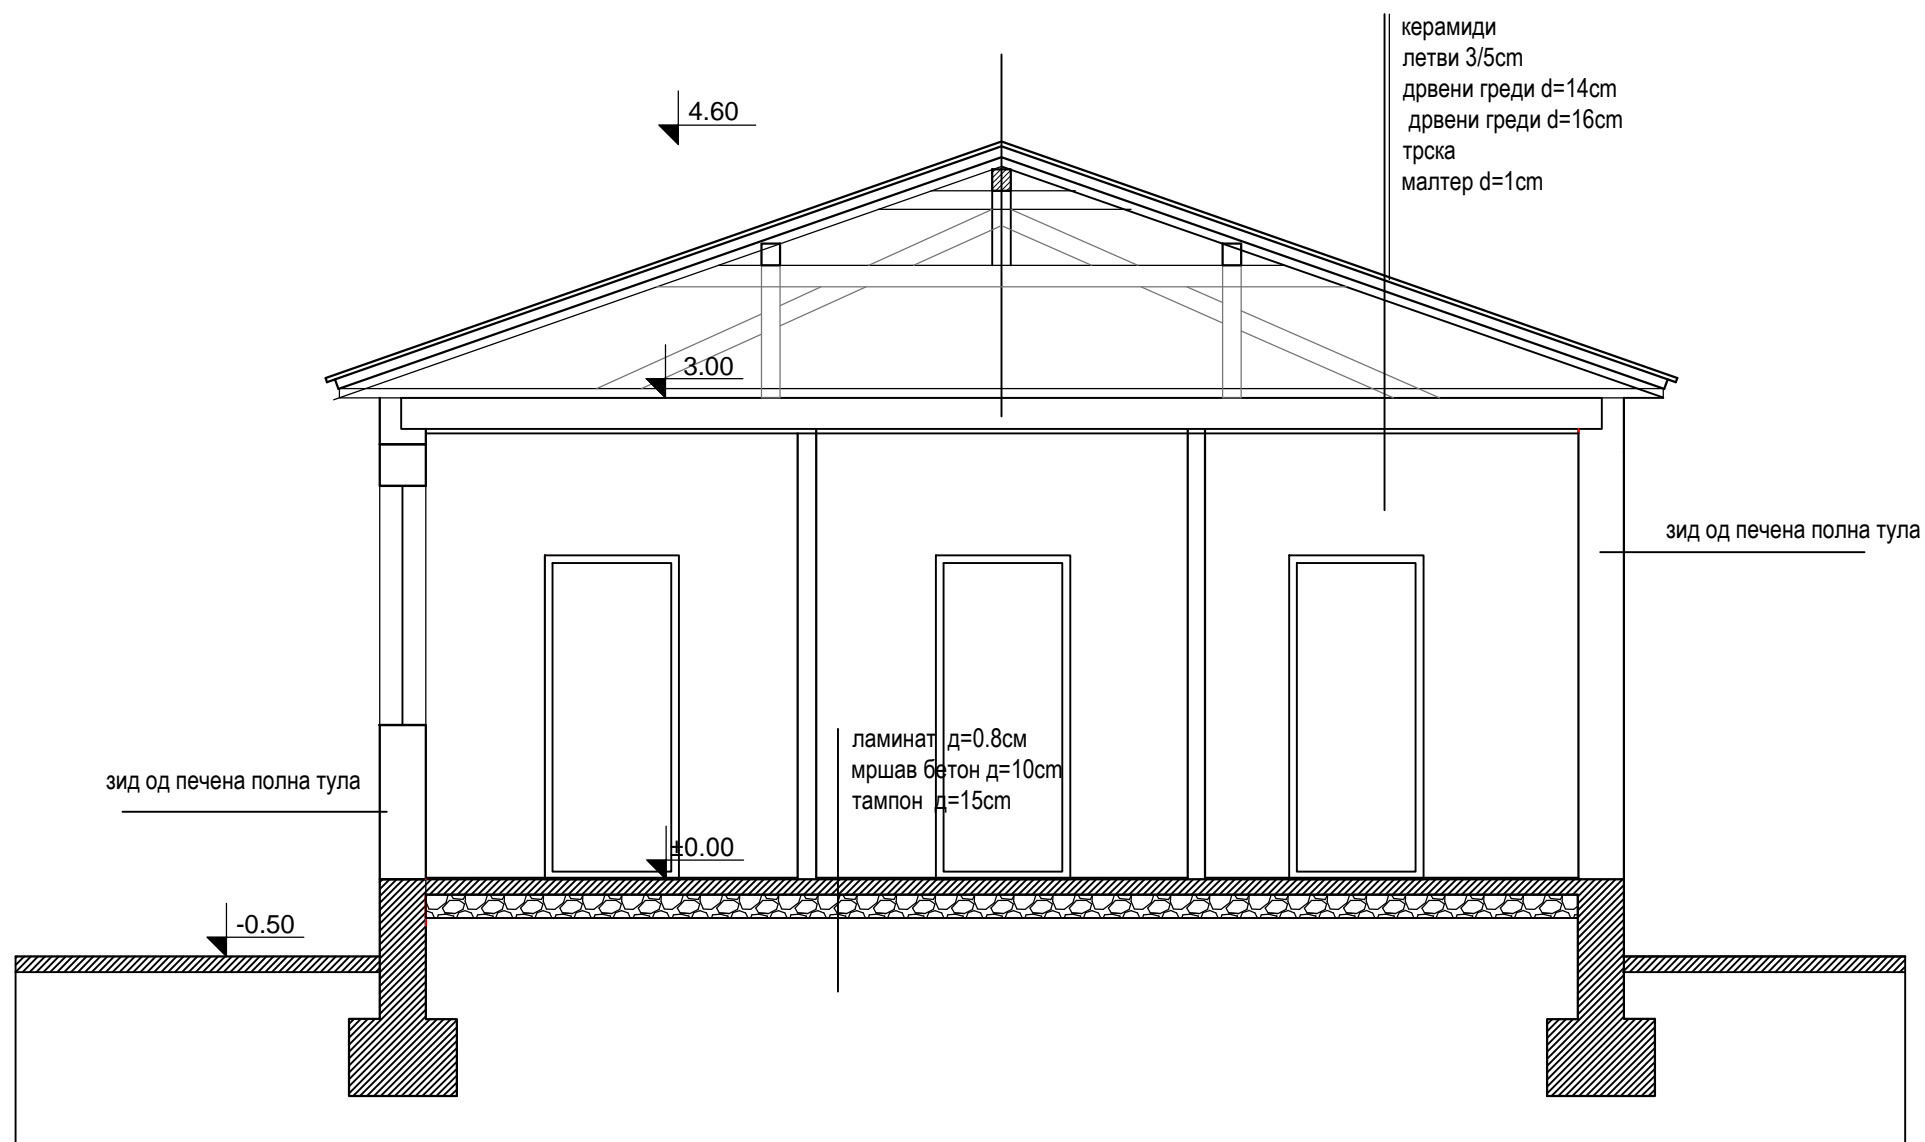 керамиди
летви 3/5cm
дрвени греди d=14cm
дрвени греди d=16cm
трска
малтер d=1cm
4.60
3.00
зид од печена полна тула
ламинат д=0.8см
мршав бетон д=10cm
тампон д=15cm
зид од печена полна тула
±0.00
-0.50